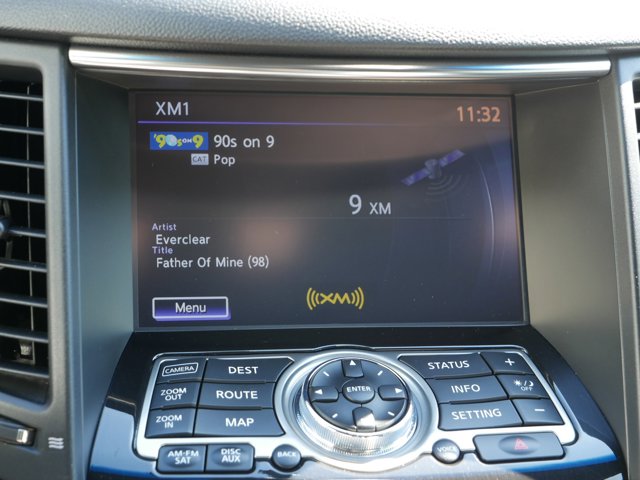 XM1
11:32
'90s on 9
90s on 9
CAT Pop
9 XM
Artist
Everclear
Title
Father Of Mine (98)
Menu
((XM))
CAMERA
DEST
STATUS
+
ZOOM OUT
ROUTE
ENTER
INFO
ZOOM IN
MAP
SETTING
−
AM·FM SAT
DISC AUX
BACK
VOICE